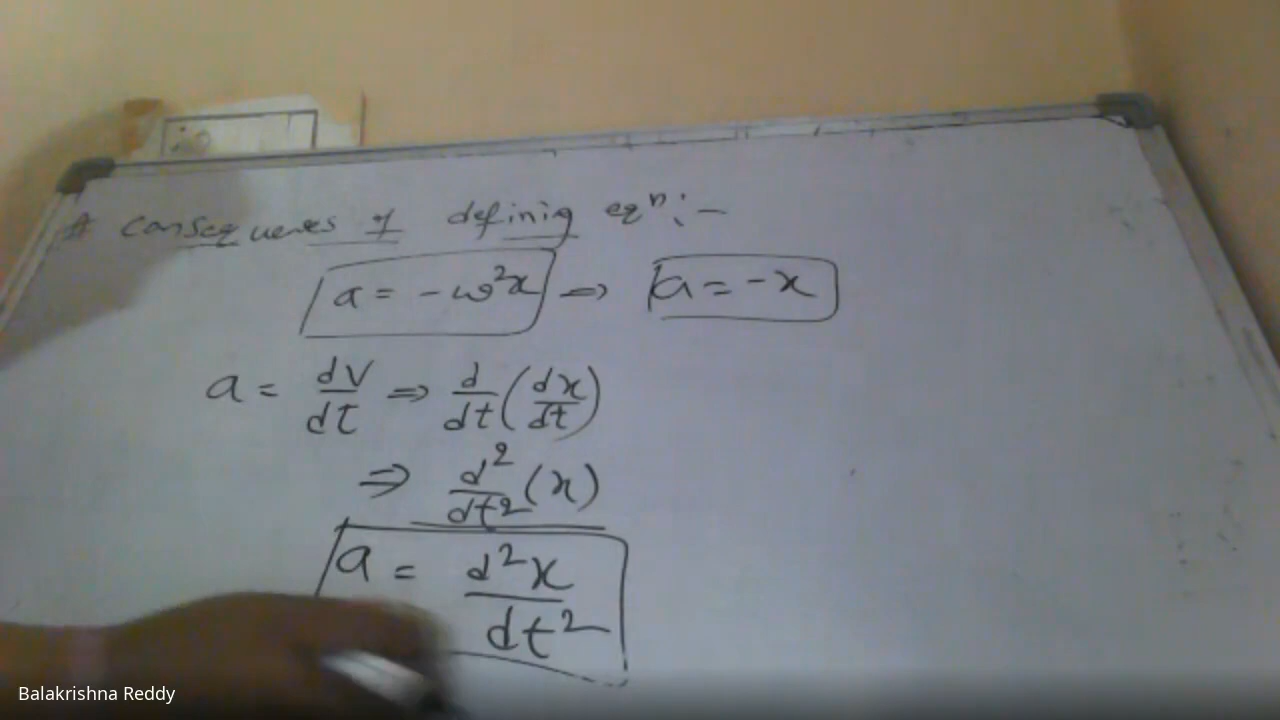 # consequences of defining eqⁿ:-
a = -ω²x ⇒ a = -x
a = dv/dt ⇒ d/dt(dx/dt)
⇒ d²/dt²(x)
a = d²x/dt²
Balakrishna Reddy